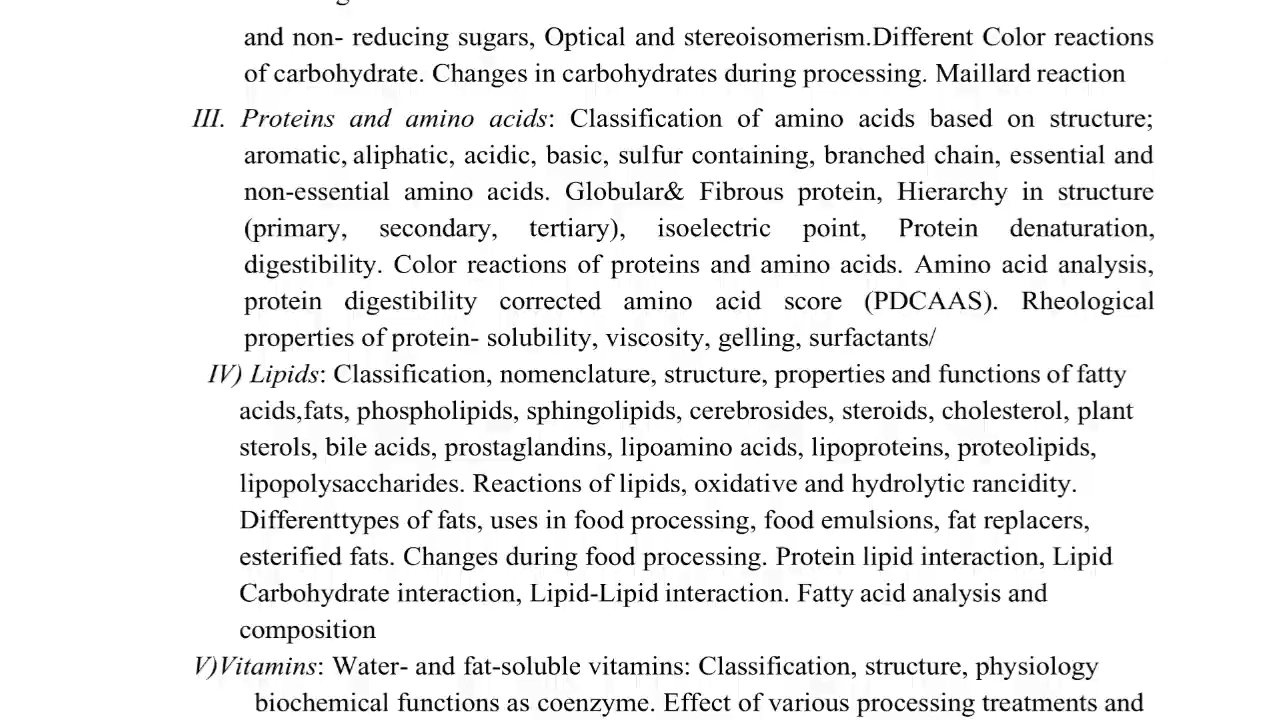 and non- reducing sugars, Optical and stereoisomerism.Different Color reactions
of carbohydrate. Changes in carbohydrates during processing. Maillard reaction
III. Proteins and amino acids: Classification of amino acids based on structure;
aromatic, aliphatic, acidic, basic, sulfur containing, branched chain, essential and
non-essential amino acids. Globular& Fibrous protein, Hierarchy in structure
(primary, secondary, tertiary), isoelectric point, Protein denaturation,
digestibility. Color reactions of proteins and amino acids. Amino acid analysis,
protein digestibility corrected amino acid score (PDCAAS). Rheological
properties of protein- solubility, viscosity, gelling, surfactants/
IV) Lipids: Classification, nomenclature, structure, properties and functions of fatty
acids,fats, phospholipids, sphingolipids, cerebrosides, steroids, cholesterol, plant
sterols, bile acids, prostaglandins, lipoamino acids, lipoproteins, proteolipids,
lipopolysaccharides. Reactions of lipids, oxidative and hydrolytic rancidity.
Differenttypes of fats, uses in food processing, food emulsions, fat replacers,
esterified fats. Changes during food processing. Protein lipid interaction, Lipid
Carbohydrate interaction, Lipid-Lipid interaction. Fatty acid analysis and
composition
V)Vitamins: Water- and fat-soluble vitamins: Classification, structure, physiology
biochemical functions as coenzyme. Effect of various processing treatments and